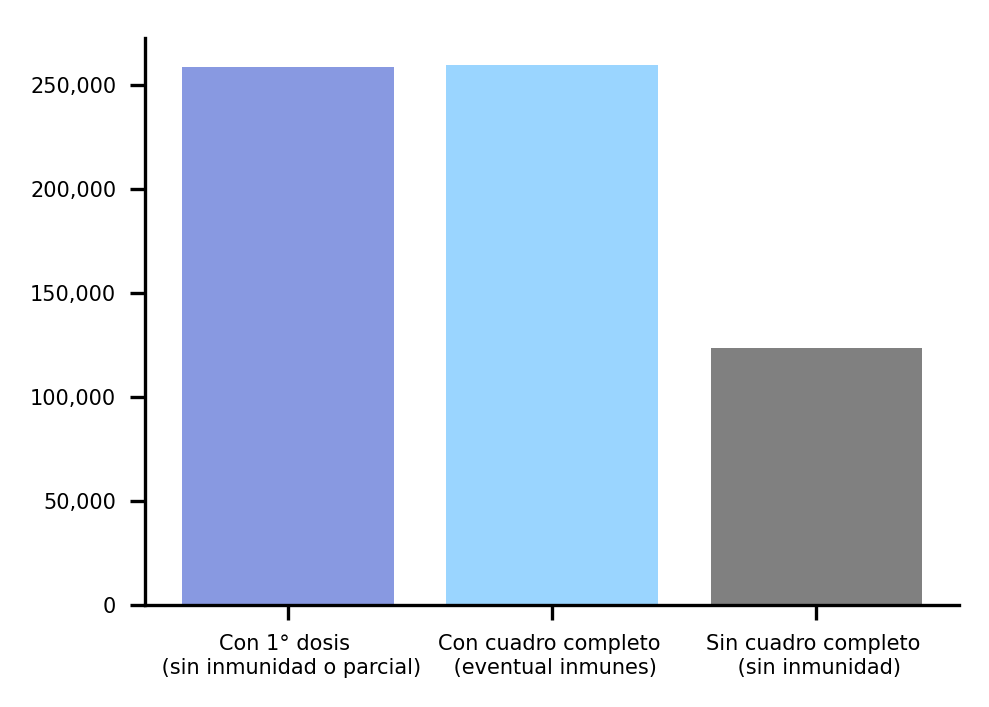 250,000
200,000
150,000
100,000
50,000
0
Con 1° dosis
(sin inmunidad o parcial)
Con cuadro completo
(eventual inmunes)
Sin cuadro completo
(sin inmunidad)